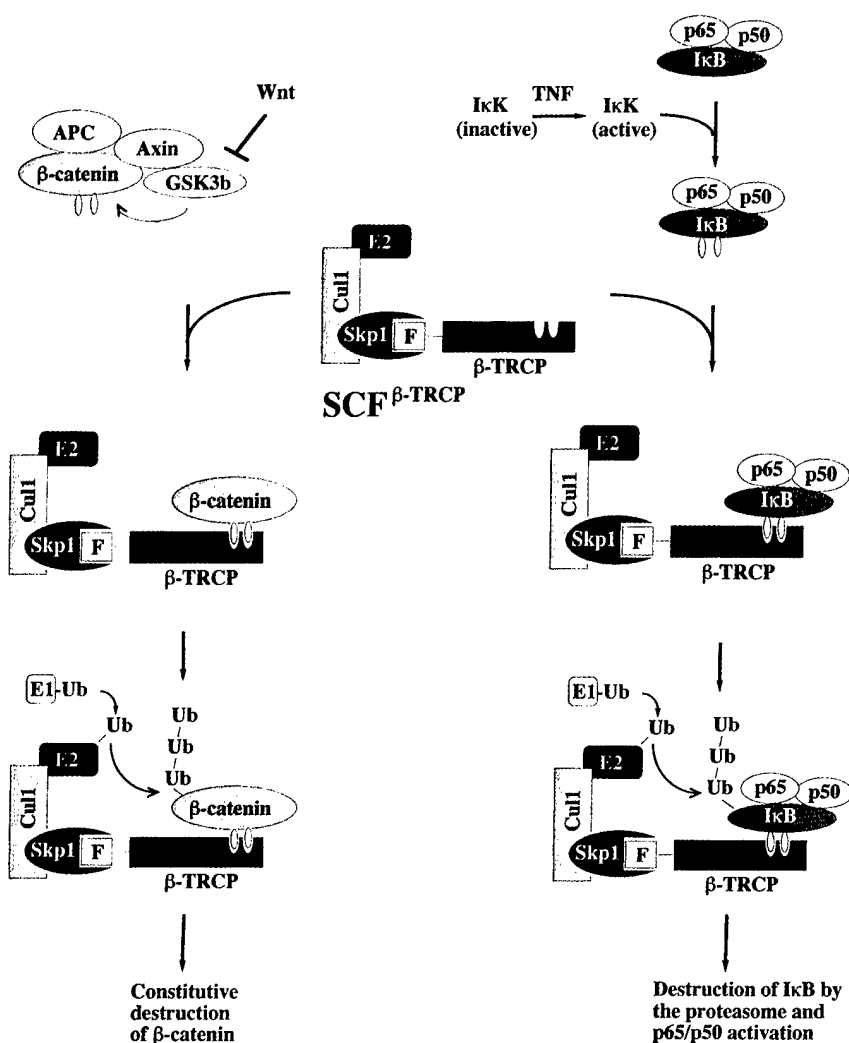 p65
p50
IκB
Wnt
IκK
(inactive)
TNF
IκK
(active)
APC
Axin
β-catenin
GSK3b
p65
p50
IκB
E2
Cul1
Skp1
F
β-TRCP
SCF β-TRCP
E2
Cul1
β-catenin
Skp1
F
β-TRCP
E2
Cul1
p65
p50
IκB
Skp1
F
β-TRCP
E1-Ub
Ub
Ub
Ub
Ub
E2
Cul1
β-catenin
Skp1
F
β-TRCP
E1-Ub
Ub
Ub
Ub
Ub
E2
Cul1
p65
p50
IκB
Skp1
F
β-TRCP
Constitutive
destruction
of β-catenin
Destruction of IκB by
the proteasome and
p65/p50 activation